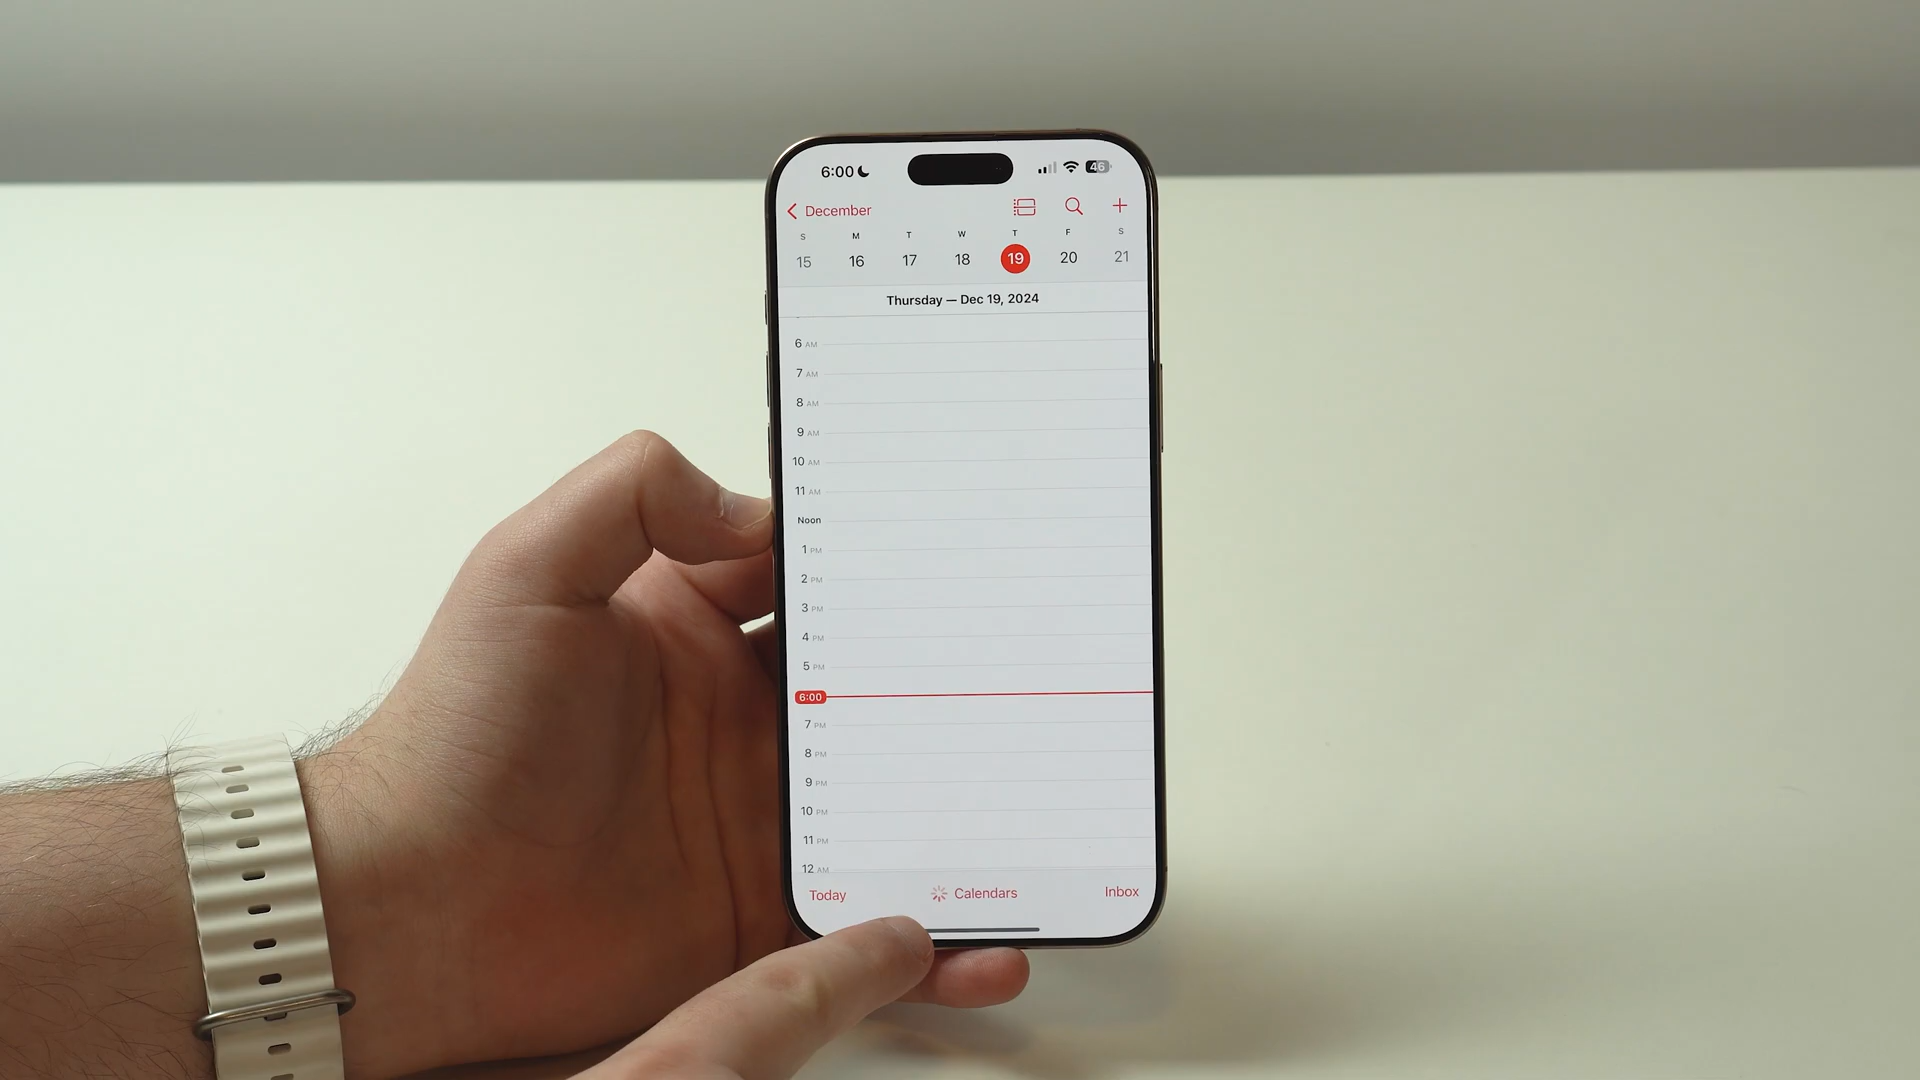 6:00 46
December
S M T W T F S
15 16 17 18 19 20 21
Thursday — Dec 19, 2024
6 AM
7 AM
8 AM
9 AM
10 AM
11 AM
Noon
1 PM
2 PM
3 PM
4 PM
5 PM
6:00
7 PM
8 PM
9 PM
10 PM
11 PM
12 AM
Today Calendars Inbox